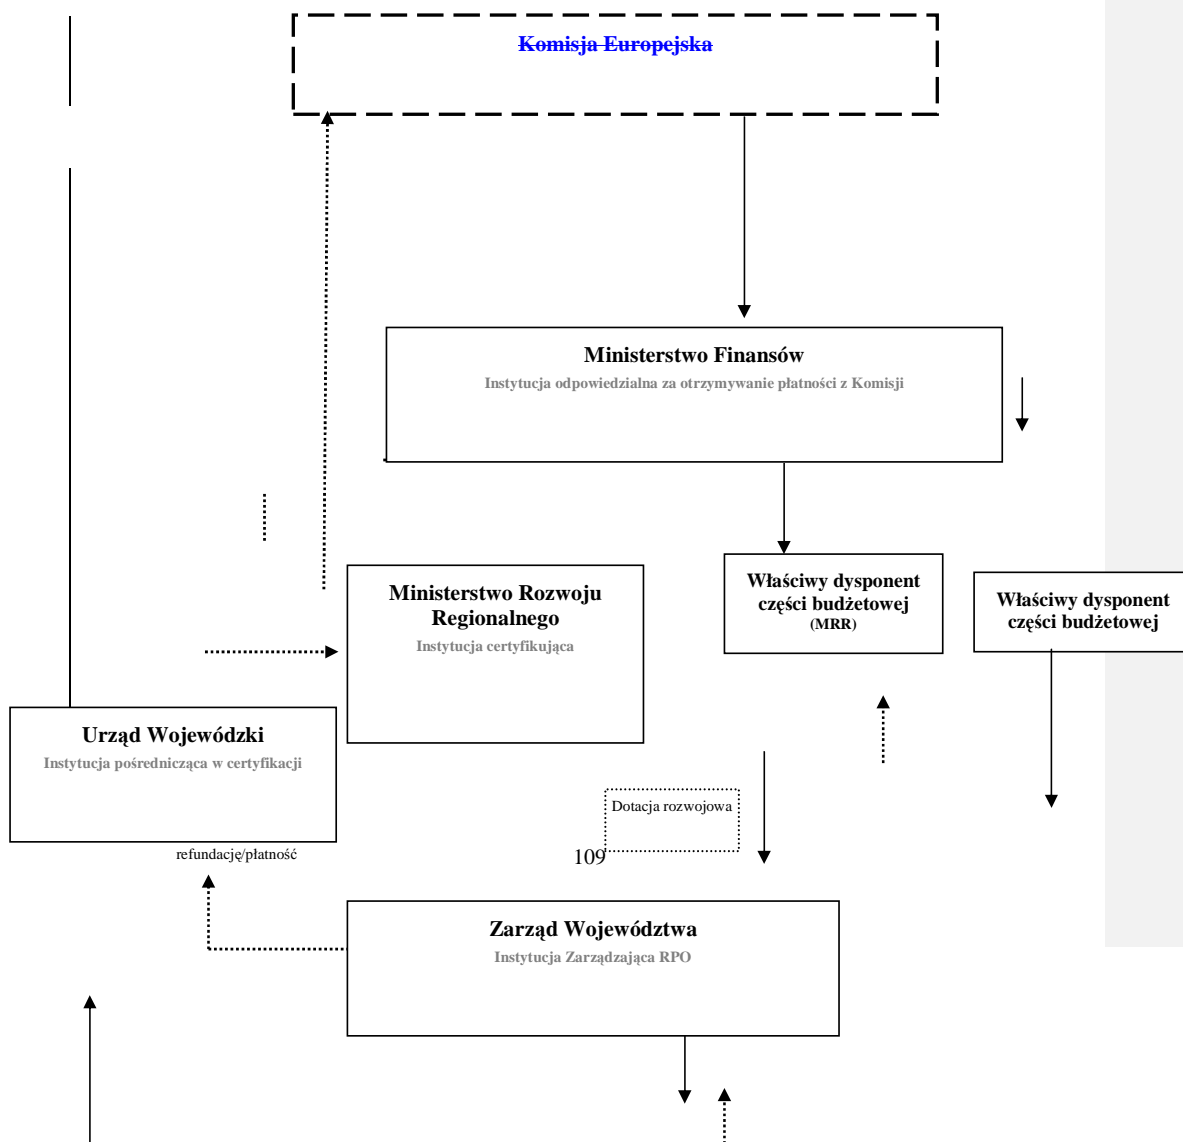 Komisja Europejska
Ministerstwo Finansów
Instytucja odpowiedzialna za otrzymywanie płatności z Komisji
Ministerstwo Rozwoju
Regionalnego
Instytucja certyfikująca
Właściwy dysponent
części budżetowej
(MRR)
Właściwy dysponent
części budżetowej
Urząd Wojewódzki
Instytucja pośrednicząca w certyfikacji
refundację/płatność
Dotacja rozwojowa
109
Zarząd Województwa
Instytucja Zarządzająca RPO